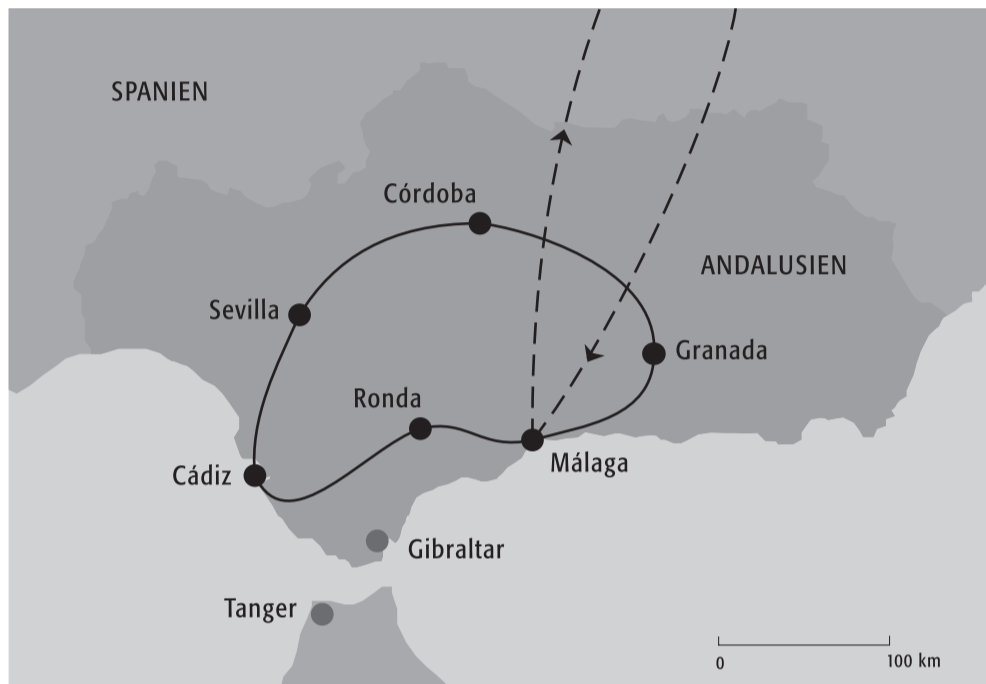 SPANIEN
Córdoba
ANDALUSIEN
Sevilla
Granada
Ronda
Málaga
Cádiz
Gibraltar
Tanger
0
100 km